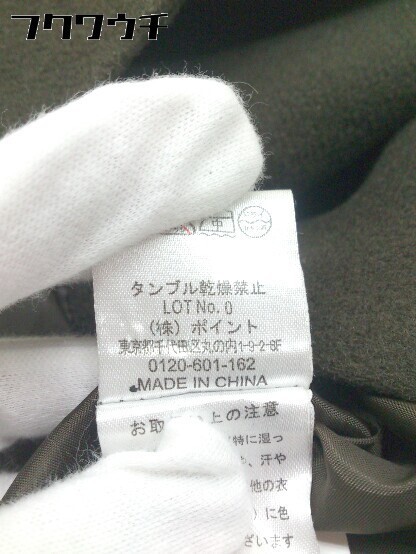 フクワウチ
中
タンブル乾燥禁止
LOT No. 0
（株）ポイント
東京都千代田区丸の内1-9-2-6F
0120-601-162
MADE IN CHINA
お取 上の注意
特に湿っ
、汗や
他の衣
）に色
ざいます